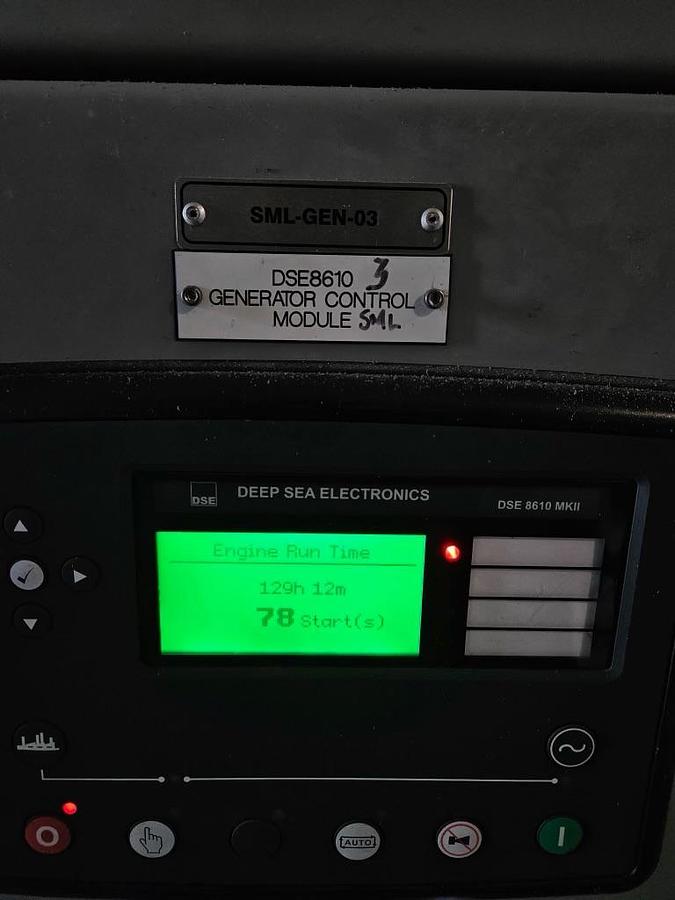 SML-GEN-03
DSE8610 3
GENERATOR CONTROL
MODULE SML
DSE
DEEP SEA ELECTRONICS
DSE 8610 MKII
Engine Run Time
129h 12m
78 Start(s)
O
AUTO
I